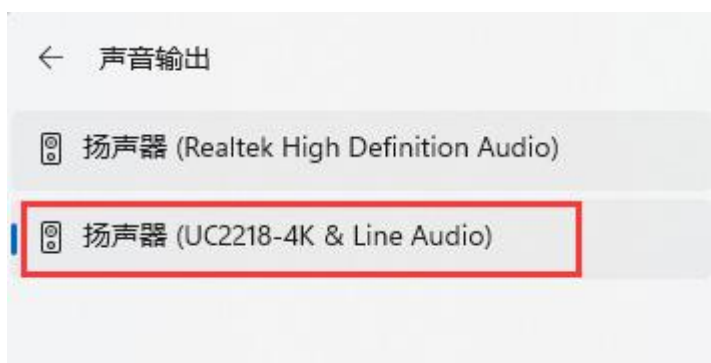 声音输出
扬声器 (Realtek High Definition Audio)
扬声器 (UC2218-4K & Line Audio)